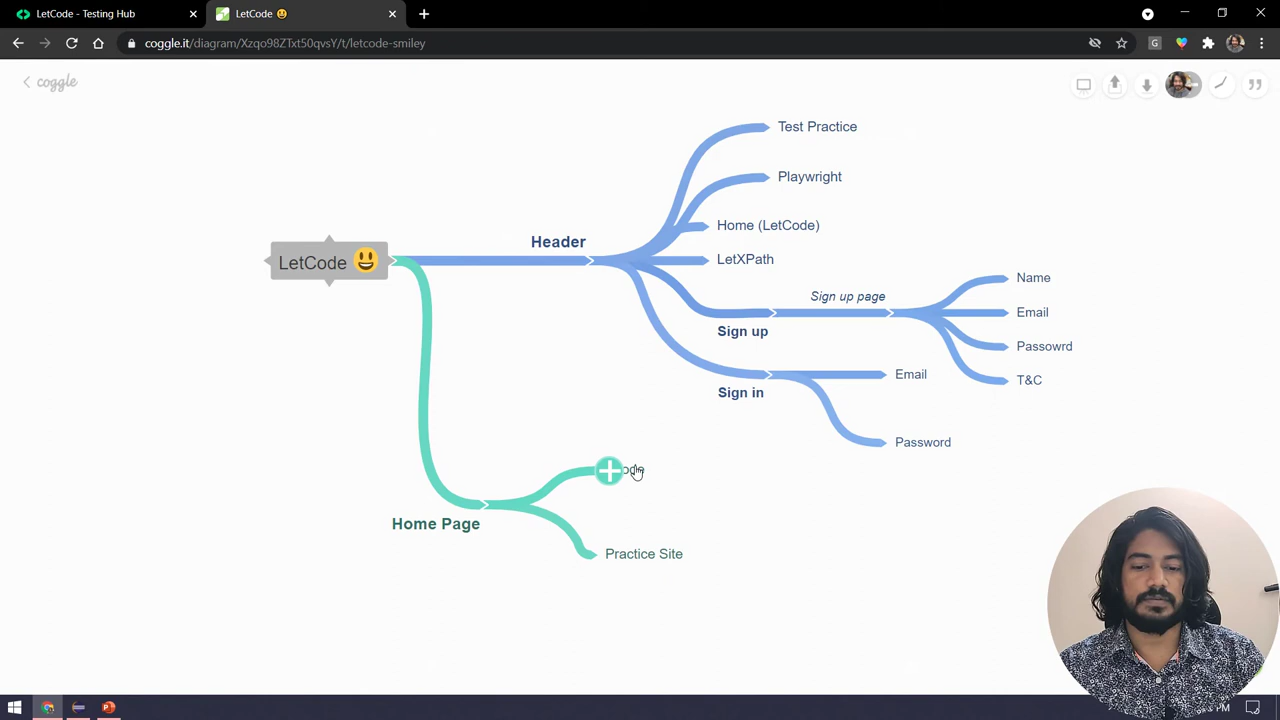 LetCode - Testing Hub
LetCode 😃
coggle.it/diagram/Xzqo98ZTxt50qvsY/t/letcode-smiley
G
coggle
Test Practice
Playwright
Header
Home (LetCode)
LetCode 😃
LetXPath
Name
Sign up page
Email
Sign up
Passowrd
Email
T&C
Sign in
Password
Home Page
Practice Site